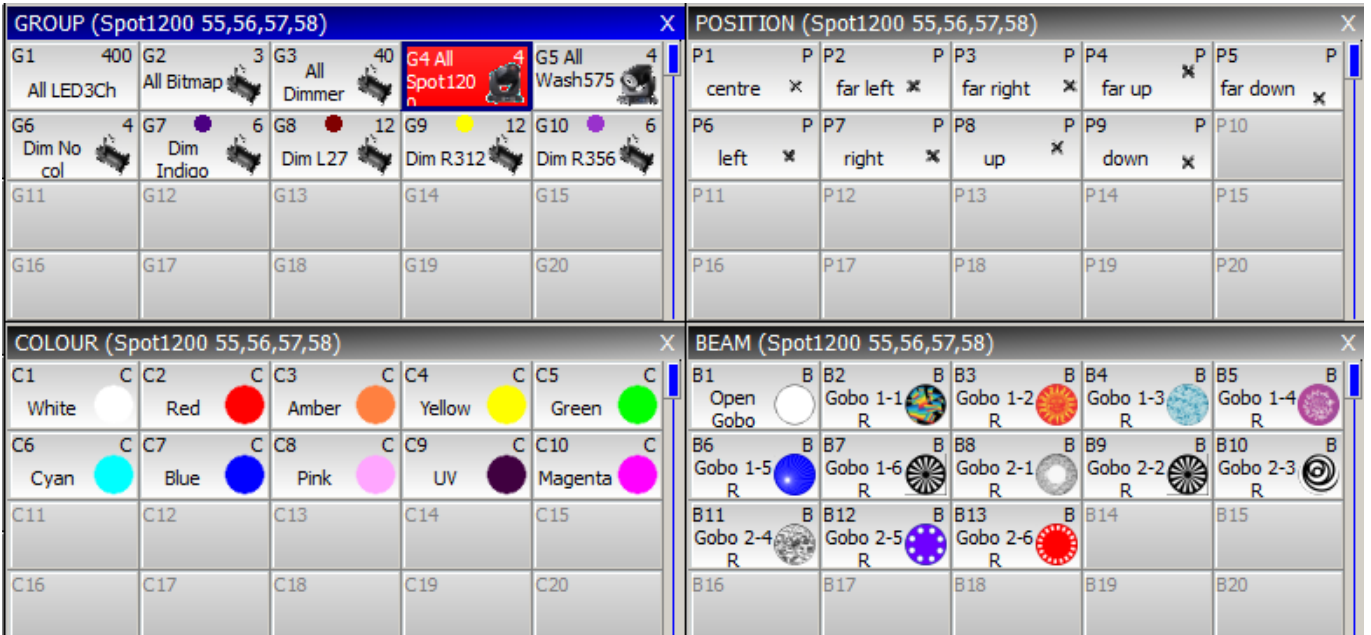 GROUP (Spot1200 55,56,57,58) X
G1 400 G2 3 G3 40 G4 All 4 G5 All 4
All LED3Ch All Bitmap All Dimmer Spot120 0 Wash575
G6 4 G7 6 G8 12 G9 12 G10 6
Dim No col Dim Indigo Dim L27 Dim R312 Dim R356
G11 G12 G13 G14 G15
G16 G17 G18 G19 G20
POSITION (Spot1200 55,56,57,58) X
P1 P P2 P P3 P P4 P P5 P
centre far left far right far up far down
P6 P P7 P P8 P P9 P P10
left right up down
P11 P12 P13 P14 P15
P16 P17 P18 P19 P20
COLOUR (Spot1200 55,56,57,58) X
C1 C C2 C C3 C C4 C C5 C
White Red Amber Yellow Green
C6 C C7 C C8 C C9 C C10 C
Cyan Blue Pink UV Magenta
C11 C12 C13 C14 C15
C16 C17 C18 C19 C20
BEAM (Spot1200 55,56,57,58) X
B1 B B2 B B3 B B4 B B5 B
Open Gobo 1-1 Gobo 1-2 Gobo 1-3 Gobo 1-4
Gobo R R R R
B6 B B7 B B8 B B9 B B10 B
Gobo 1-5 Gobo 1-6 Gobo 2-1 Gobo 2-2 Gobo 2-3
R R R R R
B11 B B12 B B13 B B14 B15
Gobo 2-4 Gobo 2-5 Gobo 2-6
R R R
B16 B17 B18 B19 B20